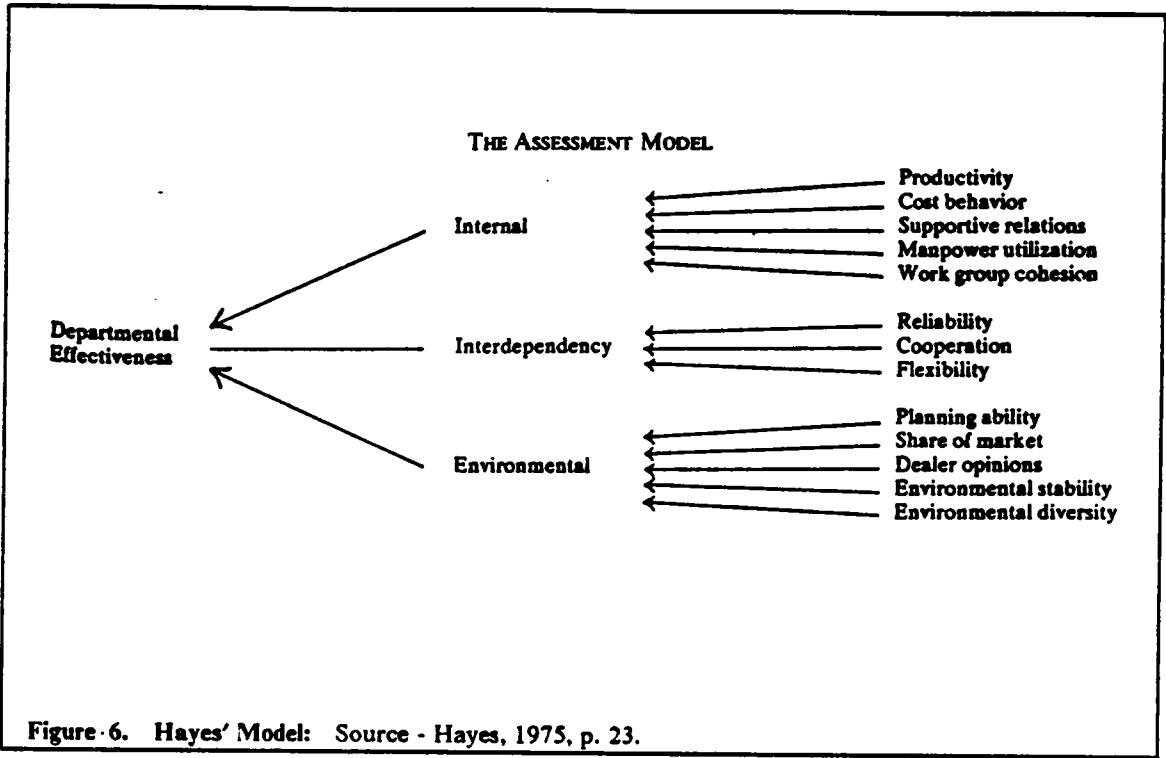 THE ASSESSMENT MODEL
Productivity
Cost behavior
Internal
Supportive relations
Manpower utilization
Work group cohesion
Departmental
Effectiveness
Interdependency
Reliability
Cooperation
Flexibility
Environmental
Planning ability
Share of market
Dealer opinions
Environmental stability
Environmental diversity
Figure 6. Hayes' Model: Source - Hayes, 1975, p. 23.